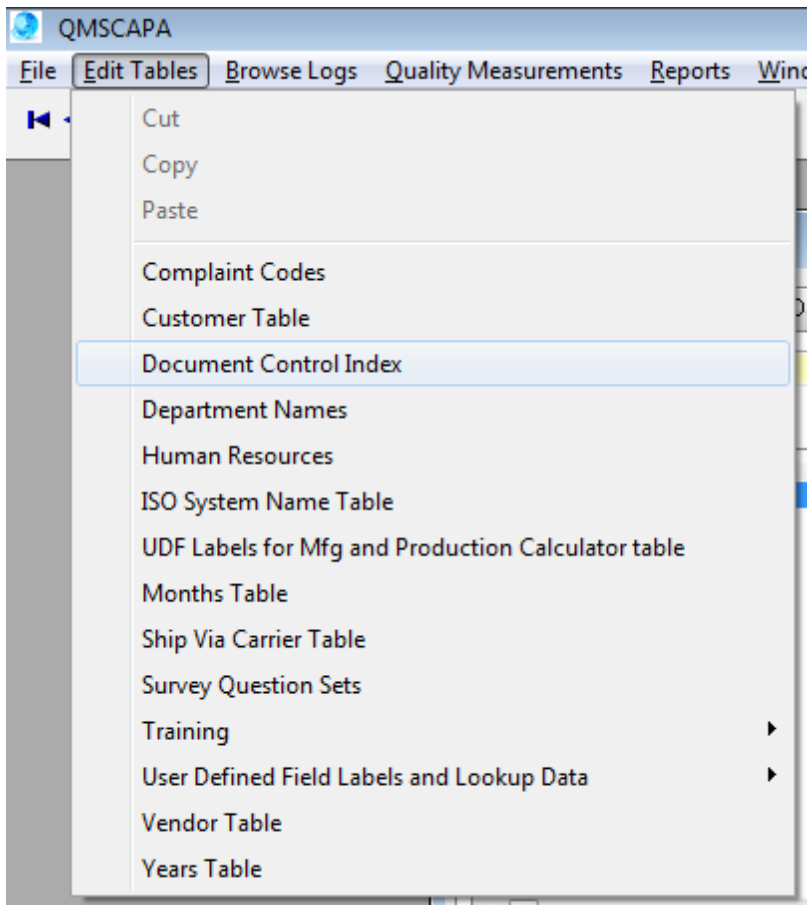 QMSCAPA
File Edit Tables Browse Logs Quality Measurements Reports
Cut
Copy
Paste
Complaint Codes
Customer Table
Document Control Index
Department Names
Human Resources
ISO System Name Table
UDF Labels for Mfg and Production Calculator table
Months Table
Ship Via Carrier Table
Survey Question Sets
Training
User Defined Field Labels and Lookup Data
Vendor Table
Years Table